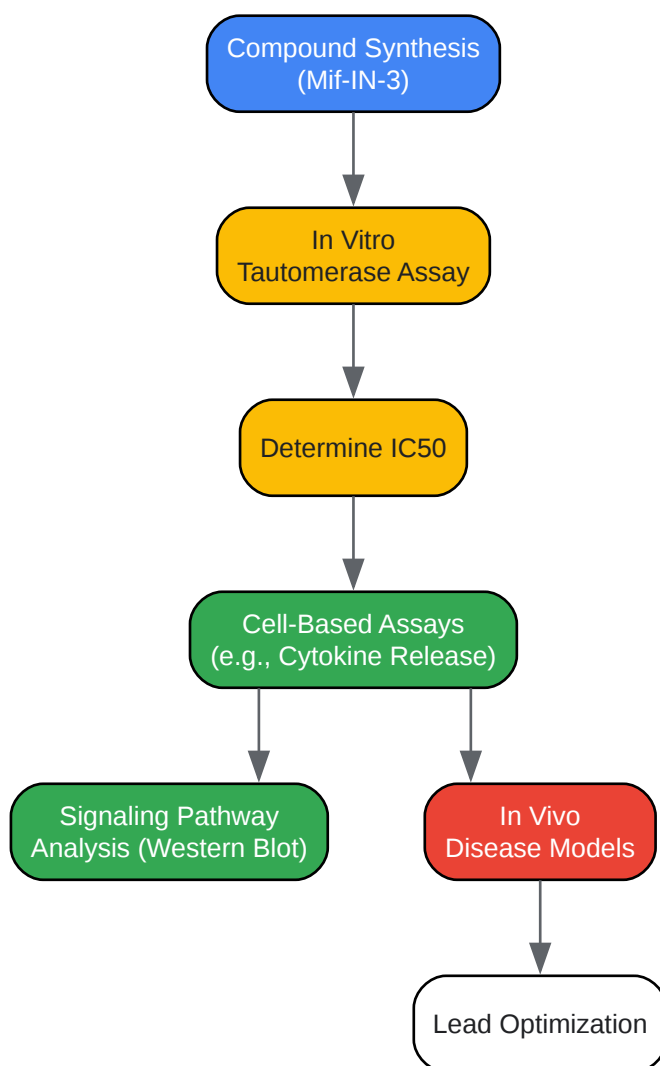 Compound Synthesis
(Mif-IN-3)
In Vitro
Tautomerase Assay
Determine IC50
Cell-Based Assays
(e.g., Cytokine Release)
Signaling Pathway
Analysis (Western Blot)
In Vivo
Disease Models
Lead Optimization